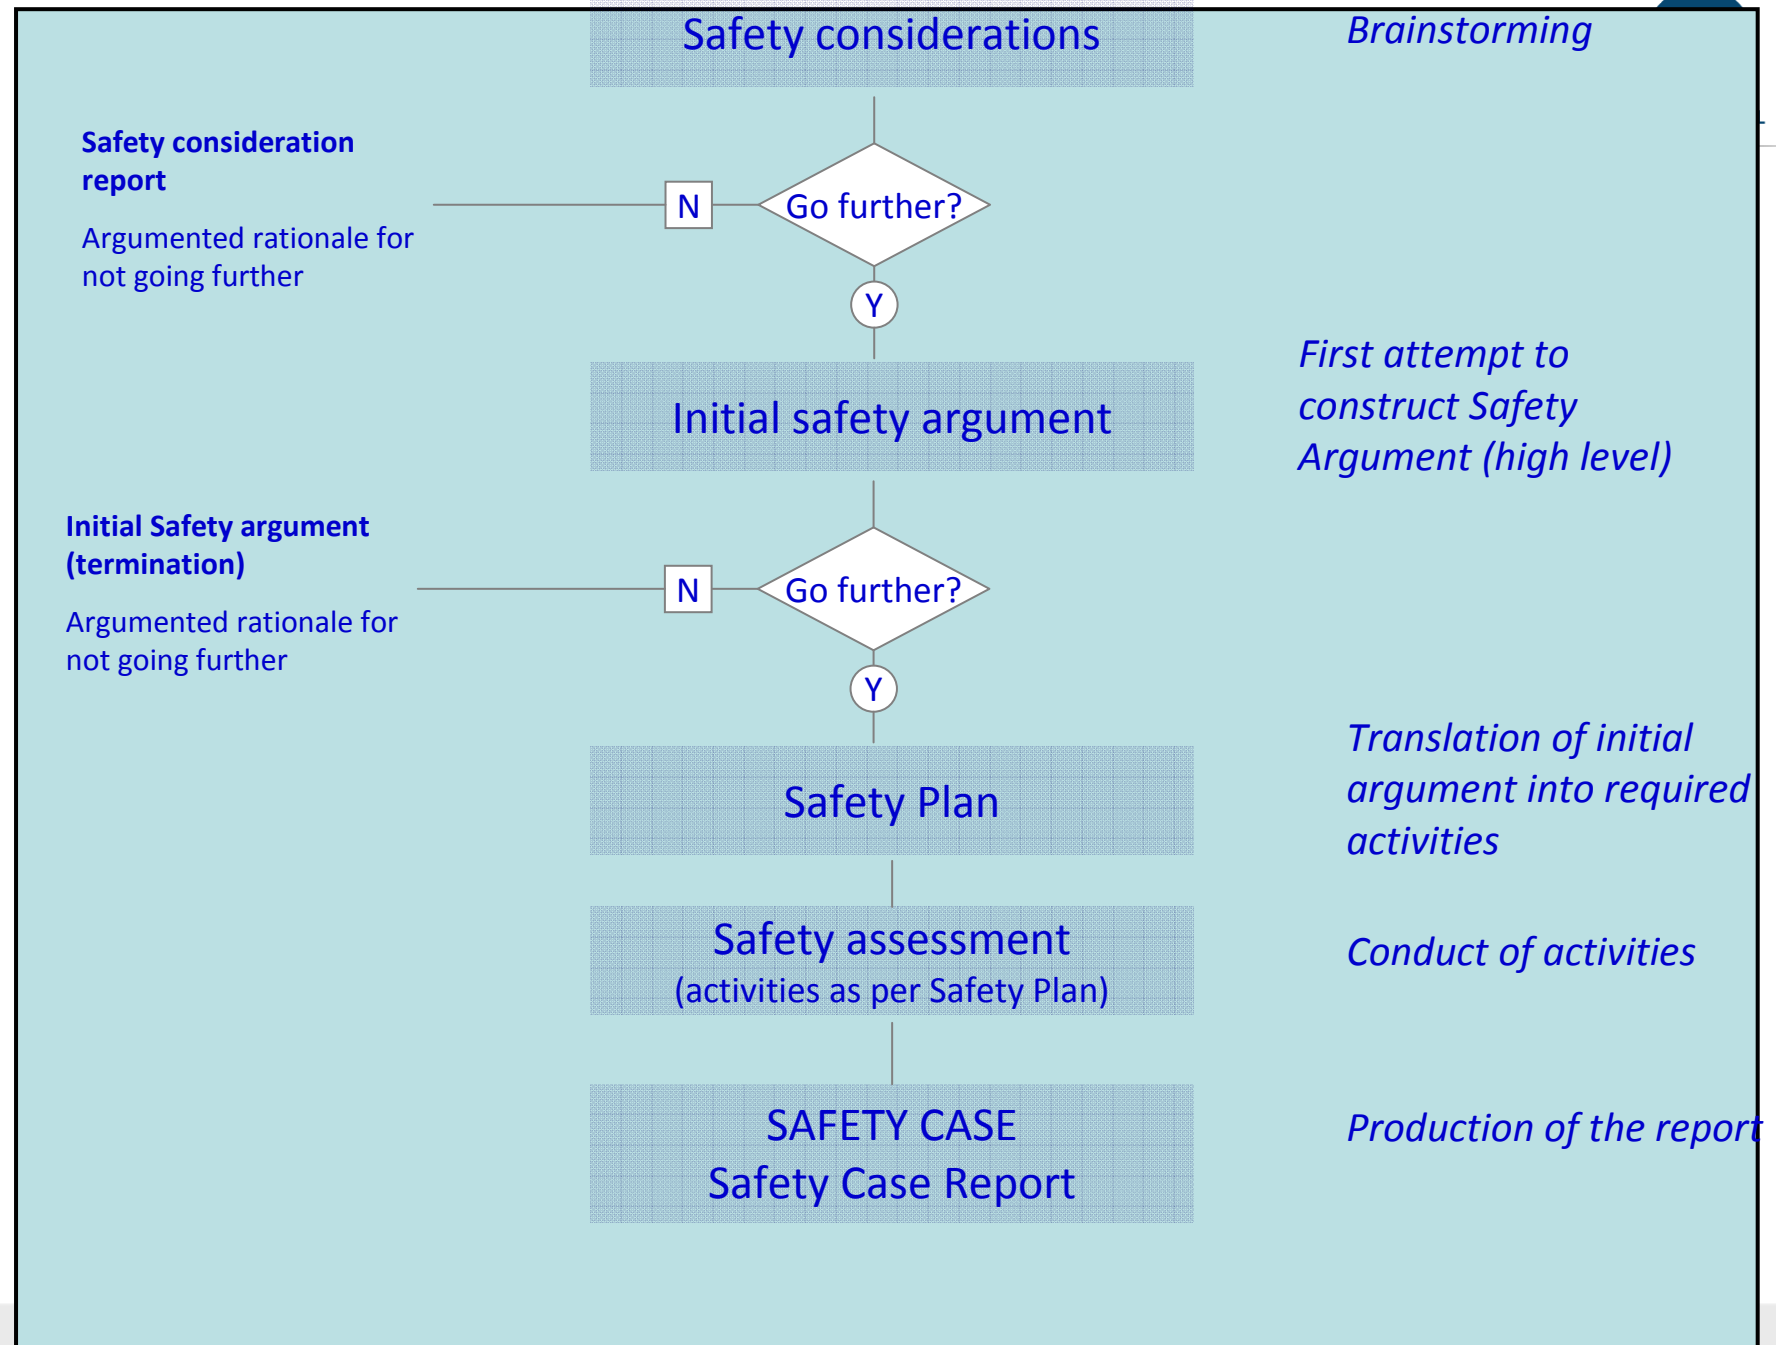 Safety considerations
Brainstorming
Safety consideration
report
Argumented rationale for
not going further
N
Go further?
Y
Initial safety argument
First attempt to
construct Safety
Argument (high level)
Initial Safety argument
(termination)
Argumented rationale for
not going further
N
Go further?
Y
Safety Plan
Translation of initial
argument into required
activities
Safety assessment
(activities as per Safety Plan)
Conduct of activities
SAFETY CASE
Safety Case Report
Production of the report